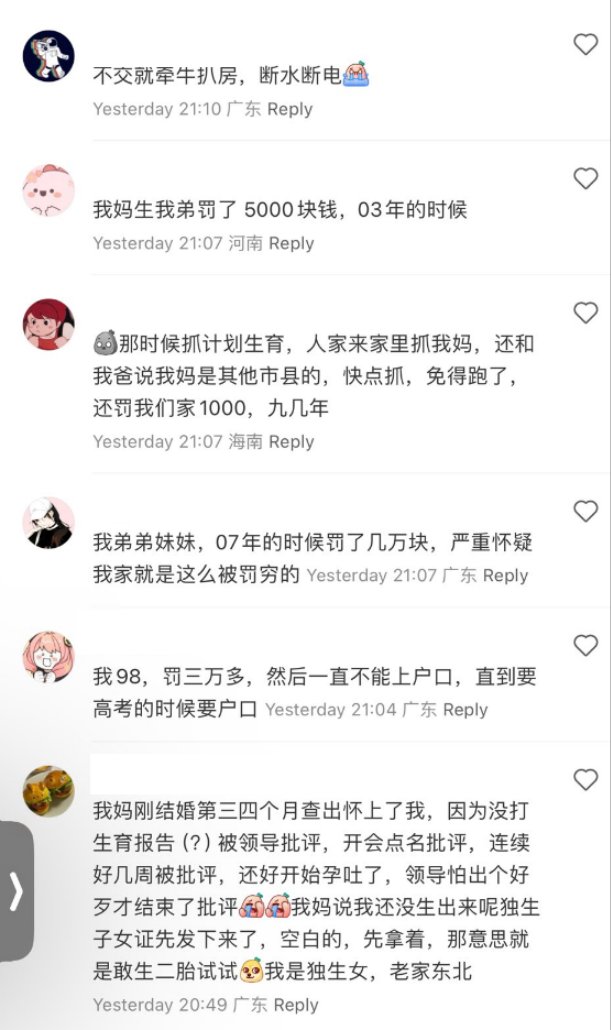 不交就牵牛扒房，断水断电
Yesterday 21:10 广东 Reply
我妈生我弟罚了 5000块钱，03年的时候
Yesterday 21:07 河南 Reply
那时候抓计划生育，人家来家里抓我妈，还和
我爸说我妈是其他市县的，快点抓，免得跑了，
还罚我们家1000，九几年
Yesterday 21:07 海南 Reply
我弟弟妹妹，07年的时候罚了几万块，严重怀疑
我家就是这么被罚穷的 Yesterday 21:07 广东 Reply
我98，罚三万多，然后一直不能上户口，直到要
高考的时候要户口 Yesterday 21:04 广东 Reply
我妈刚结婚第三四个月查出怀上了我，因为没打
生育报告（?）被领导批评，开会点名批评，连续
好几周被批评，还好开始孕吐了，领导怕出个好
歹才结束了批评我妈说我还没生出来呢独生
子女证先发下来了，空白的，先拿着，那意思就
是敢生二胎试试我是独生女，老家东北
Yesterday 20:49 广东 Reply